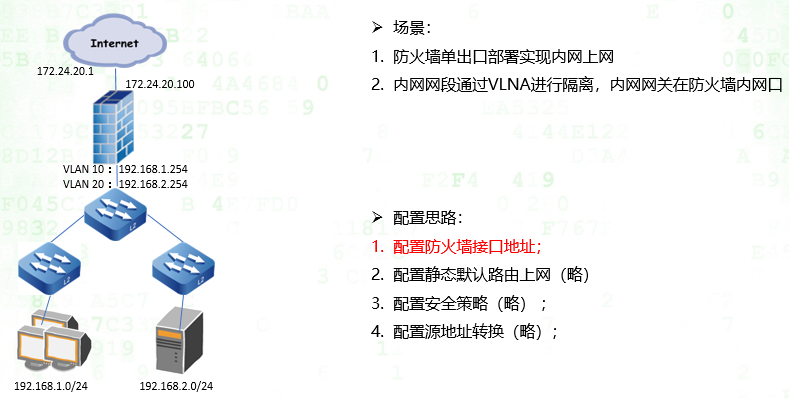 Internet
172.24.20.1
172.24.20.100
VLAN 10 : 192.168.1.254
VLAN 20 : 192.168.2.254
L2
L2
L2
192.168.1.0/24
192.168.2.0/24
➢ 场景：
1. 防火墙单出口部署实现内网上网
2. 内网网段通过VLNA进行隔离，内网网关在防火墙内网口
➢ 配置思路：
1. 配置防火墙接口地址；
2. 配置静态默认路由上网（略）
3. 配置安全策略（略）；
4. 配置源地址转换（略）；